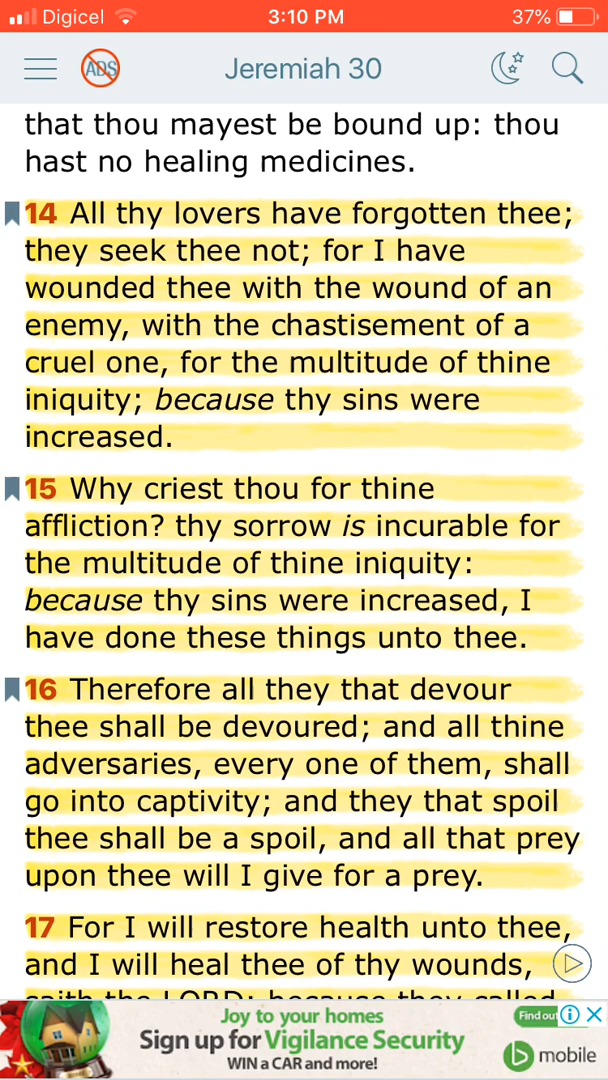 Digicel 3:10 PM 37%
ADS Jeremiah 30
that thou mayest be bound up: thou
hast no healing medicines.
14 All thy lovers have forgotten thee;
they seek thee not; for I have
wounded thee with the wound of an
enemy, with the chastisement of a
cruel one, for the multitude of thine
iniquity; because thy sins were
increased.
15 Why criest thou for thine
affliction? thy sorrow is incurable for
the multitude of thine iniquity:
because thy sins were increased, I
have done these things unto thee.
16 Therefore all they that devour
thee shall be devoured; and all thine
adversaries, every one of them, shall
go into captivity; and they that spoil
thee shall be a spoil, and all that prey
upon thee will I give for a prey.
17 For I will restore health unto thee,
and I will heal thee of thy wounds,
saith the LORD; because they called
Joy to your homes
Sign up for Vigilance Security
WIN a CAR and more!
Find out
b mobile